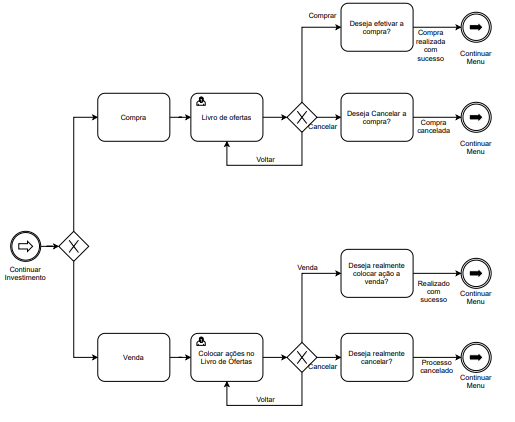 Comprar
Deseja efetivar a
compra?
Compra
realizada
com
sucesso
Continuar
Menu
Compra
Livro de ofertas
Cancelar
Deseja Cancelar a
compra?
Compra
cancelada
Continuar
Menu
Voltar
Continuar
Investimento
Venda
Deseja realmente
colocar ação a
venda?
Realizado
com
sucesso
Continuar
Menu
Venda
Colocar ações no
Livro de Ofertas
Cancelar
Deseja realmente
cancelar?
Processo
cancelado
Continuar
Menu
Voltar